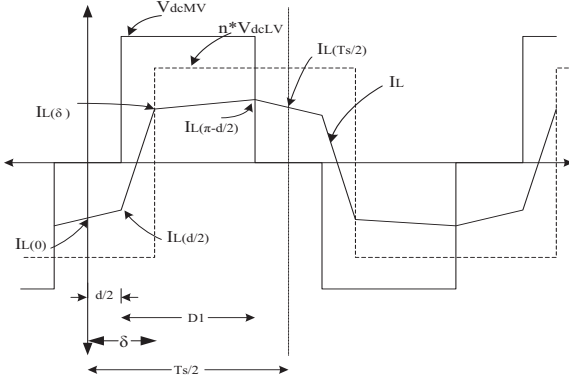 VdcMV
n*VdcLV
IL(Ts/2)
IL
IL(δ )
IL(π-d/2)
IL(0)
IL(d/2)
d/2
D1
δ
Ts/2